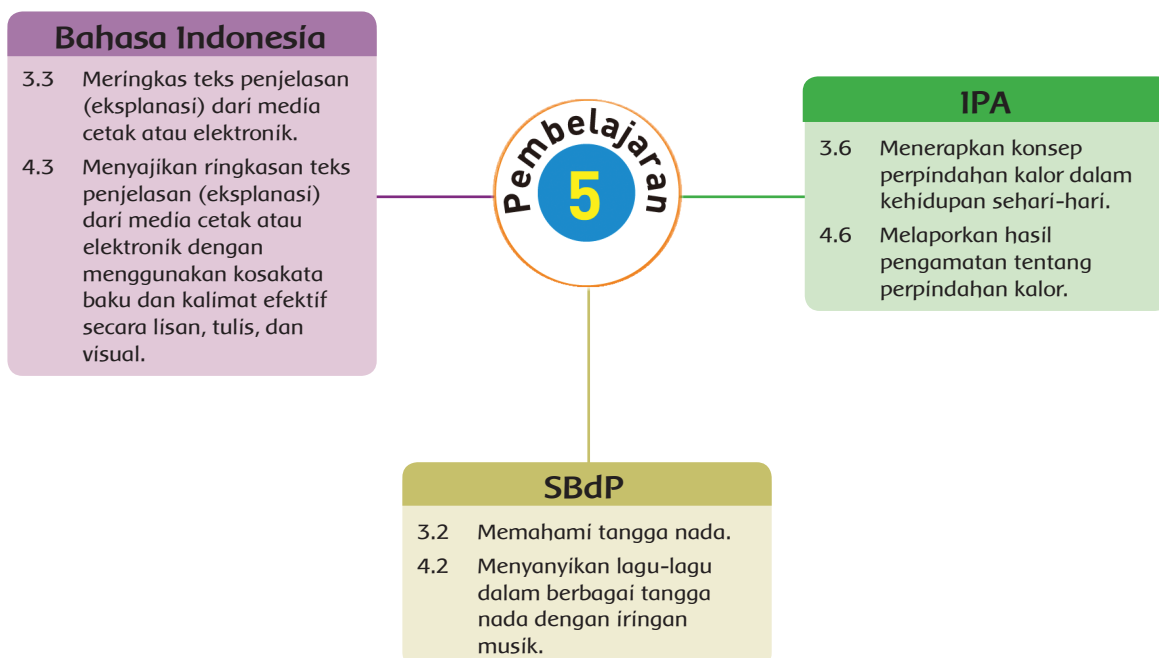 Bahasa Indonesia
3.3 Meringkas teks penjelasan
(eksplanasi) dari media
cetak atau elektronik.
4.3 Menyajikan ringkasan teks
penjelasan (eksplanasi)
dari media cetak atau
elektronik dengan
menggunakan kosakata
baku dan kalimat efektif
secara lisan, tulis, dan
visual.
Pembelajaran
5
IPA
3.6 Menerapkan konsep
perpindahan kalor dalam
kehidupan sehari-hari.
4.6 Melaporkan hasil
pengamatan tentang
perpindahan kalor.
SBdP
3.2 Memahami tangga nada.
4.2 Menyanyikan lagu-lagu
dalam berbagai tangga
nada dengan iringan
musik.